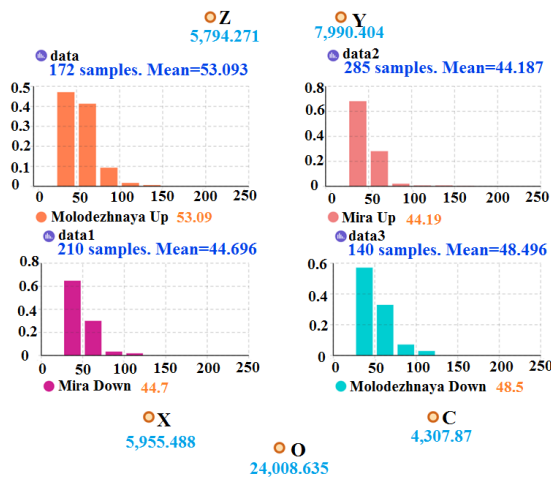 Z
5,794.271
Y
7,990.404
data
172 samples. Mean=53.093
0.5
0.4
0.3
0.2
0.1
0
0 50 100 150 200 250
Molodezhnaya Up 53.09
data2
285 samples. Mean=44.187
0.8
0.6
0.4
0.2
0
0 50 100 150 200 250
Mira Up 44.19
data1
210 samples. Mean=44.696
0.8
0.6
0.4
0.2
0
0 50 100 150 200 250
Mira Down 44.7
data3
140 samples. Mean=48.496
0.6
0.4
0.2
0
0 50 100 150 200 250
Molodezhnaya Down 48.5
X
5,955.488
O
24,008.635
C
4,307.87